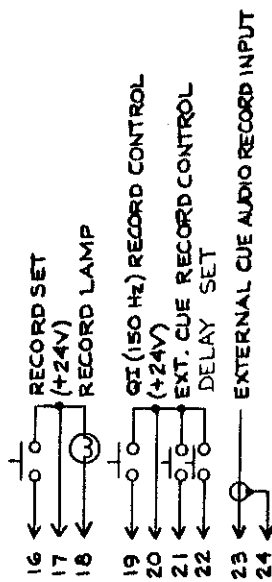 16 RECORD SET
17 (+24V)
18 RECORD LAMP
19 QI (150 Hz) RECORD CONTROL
20 (+24V)
21 EXT. CUE RECORD CONTROL
22 DELAY SET
23 EXTERNAL CUE AUDIO RECORD INPUT
24